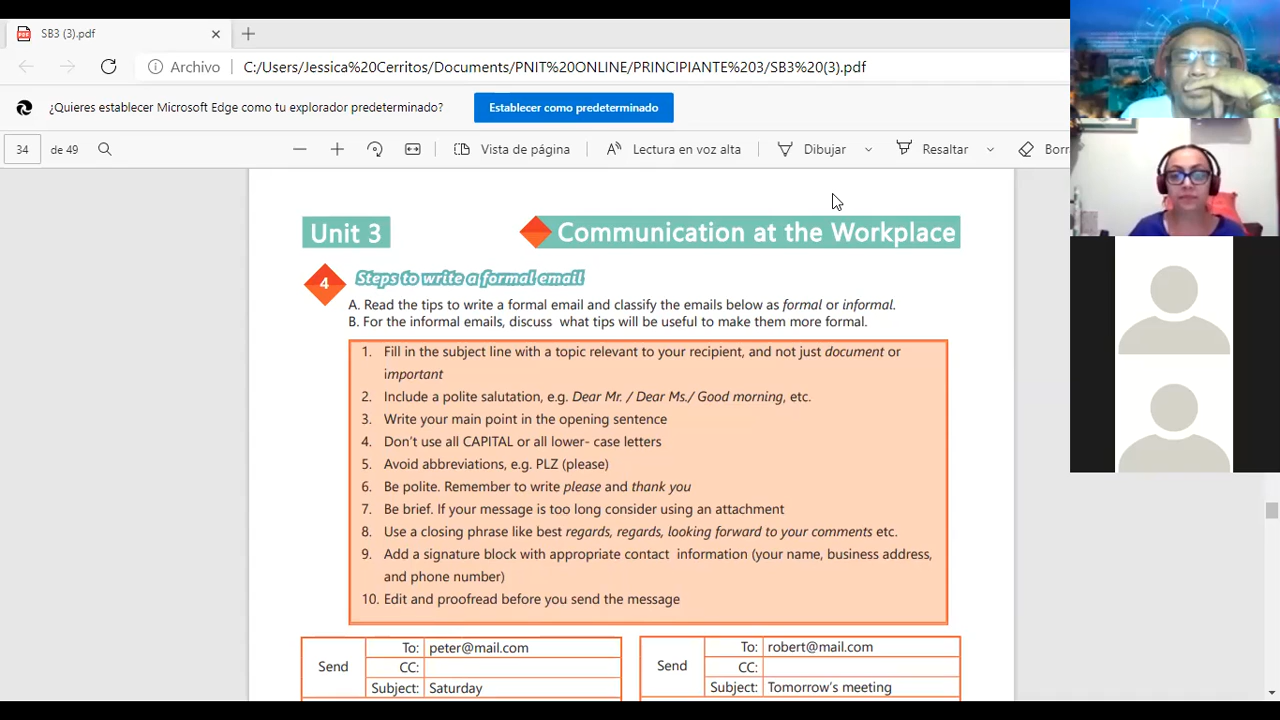 SB3 (3).pdf
Archivo
C:/Users/Jessica%20Cerritos/Documents/PNIT%20ONLINE/PRINCIPIANTE%203/SB3%20(3).pdf
¿Quieres establecer Microsoft Edge como tu explorador predeterminado?
Establecer como predeterminado
34 de 49
Vista de página
Lectura en voz alta
Dibujar
Resaltar
Borr
Unit 3
Communication at the Workplace
4 Steps to write a formal email
A. Read the tips to write a formal email and classify the emails below as formal or informal.
B. For the informal emails, discuss what tips will be useful to make them more formal.
1. Fill in the subject line with a topic relevant to your recipient, and not just document or
important
2. Include a polite salutation, e.g. Dear Mr. / Dear Ms./ Good morning, etc.
3. Write your main point in the opening sentence
4. Don't use all CAPITAL or all lower- case letters
5. Avoid abbreviations, e.g. PLZ (please)
6. Be polite. Remember to write please and thank you
7. Be brief. If your message is too long consider using an attachment
8. Use a closing phrase like best regards, regards, looking forward to your comments etc.
9. Add a signature block with appropriate contact information (your name, business address,
and phone number)
10. Edit and proofread before you send the message
Send
To: peter@mail.com
CC:
Subject: Saturday
Send
To: robert@mail.com
CC:
Subject: Tomorrow's meeting